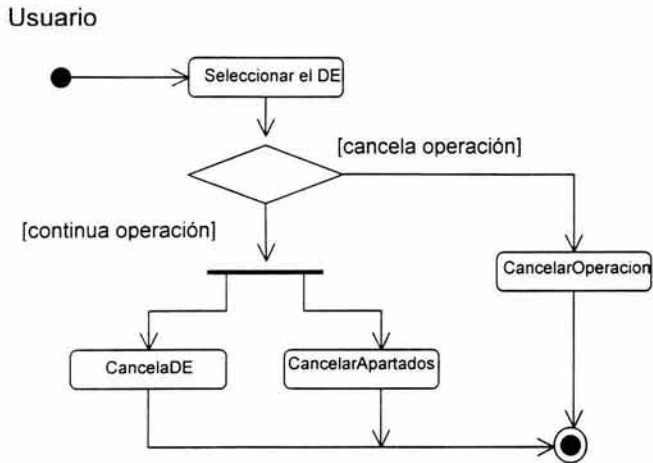 Usuario
Seleccionar el DE
[cancela operación]
[continua operación]
CancelarOperacion
CancelaDE
CancelarApartados